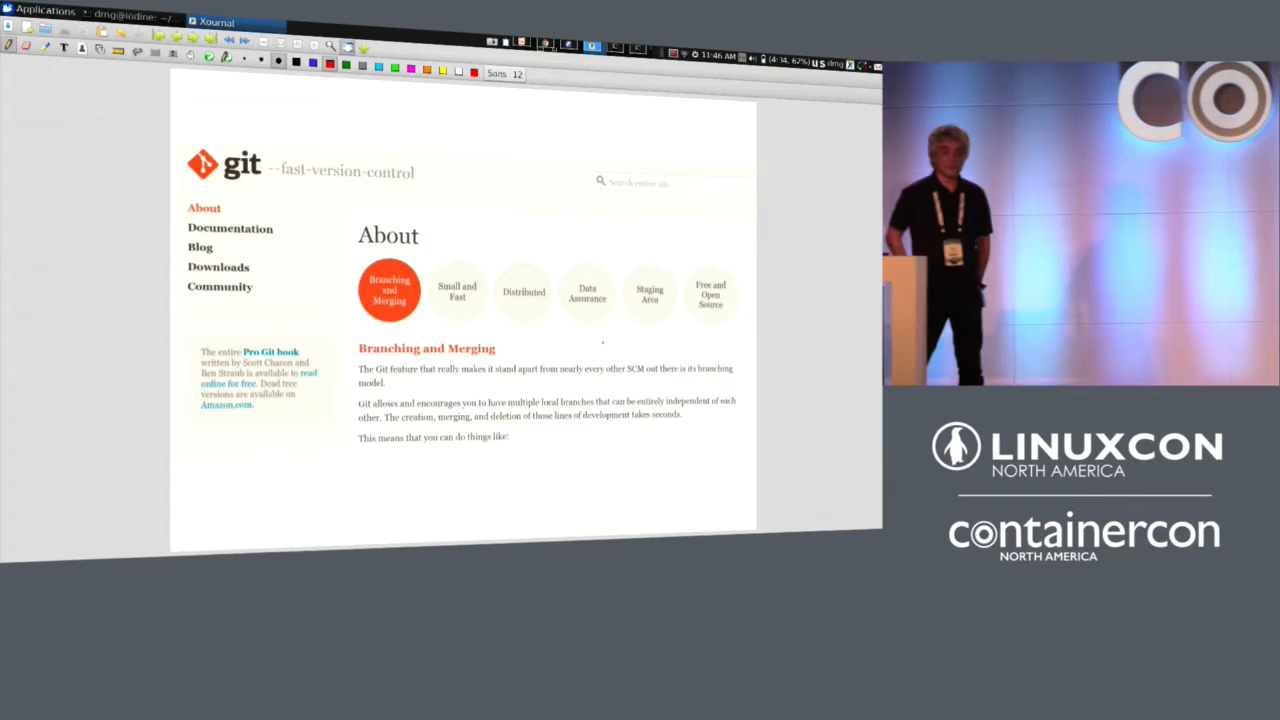 Applications
dmg@iodine: ~/
Xournal
11:46 AM
(4:34, 62%)
us
dmg
Sans 12
git --fast-version-control
Search entire site...
About
Documentation
Blog
Downloads
Community
The entire Pro Git book
written by Scott Chacon and
Ben Straub is available to read
online for free. Dead tree
versions are available on
Amazon.com.
About
Branching
and
Merging
Small and
Fast
Distributed
Data
Assurance
Staging
Area
Free and
Open
Source
Branching and Merging
The Git feature that really makes it stand apart from nearly every other SCM out there is its branching
model.
Git allows and encourages you to have multiple local branches that can be entirely independent of each
other. The creation, merging, and deletion of those lines of development takes seconds.
This means that you can do things like:
CO
LINUXCON
NORTH AMERICA
containercon
NORTH AMERICA